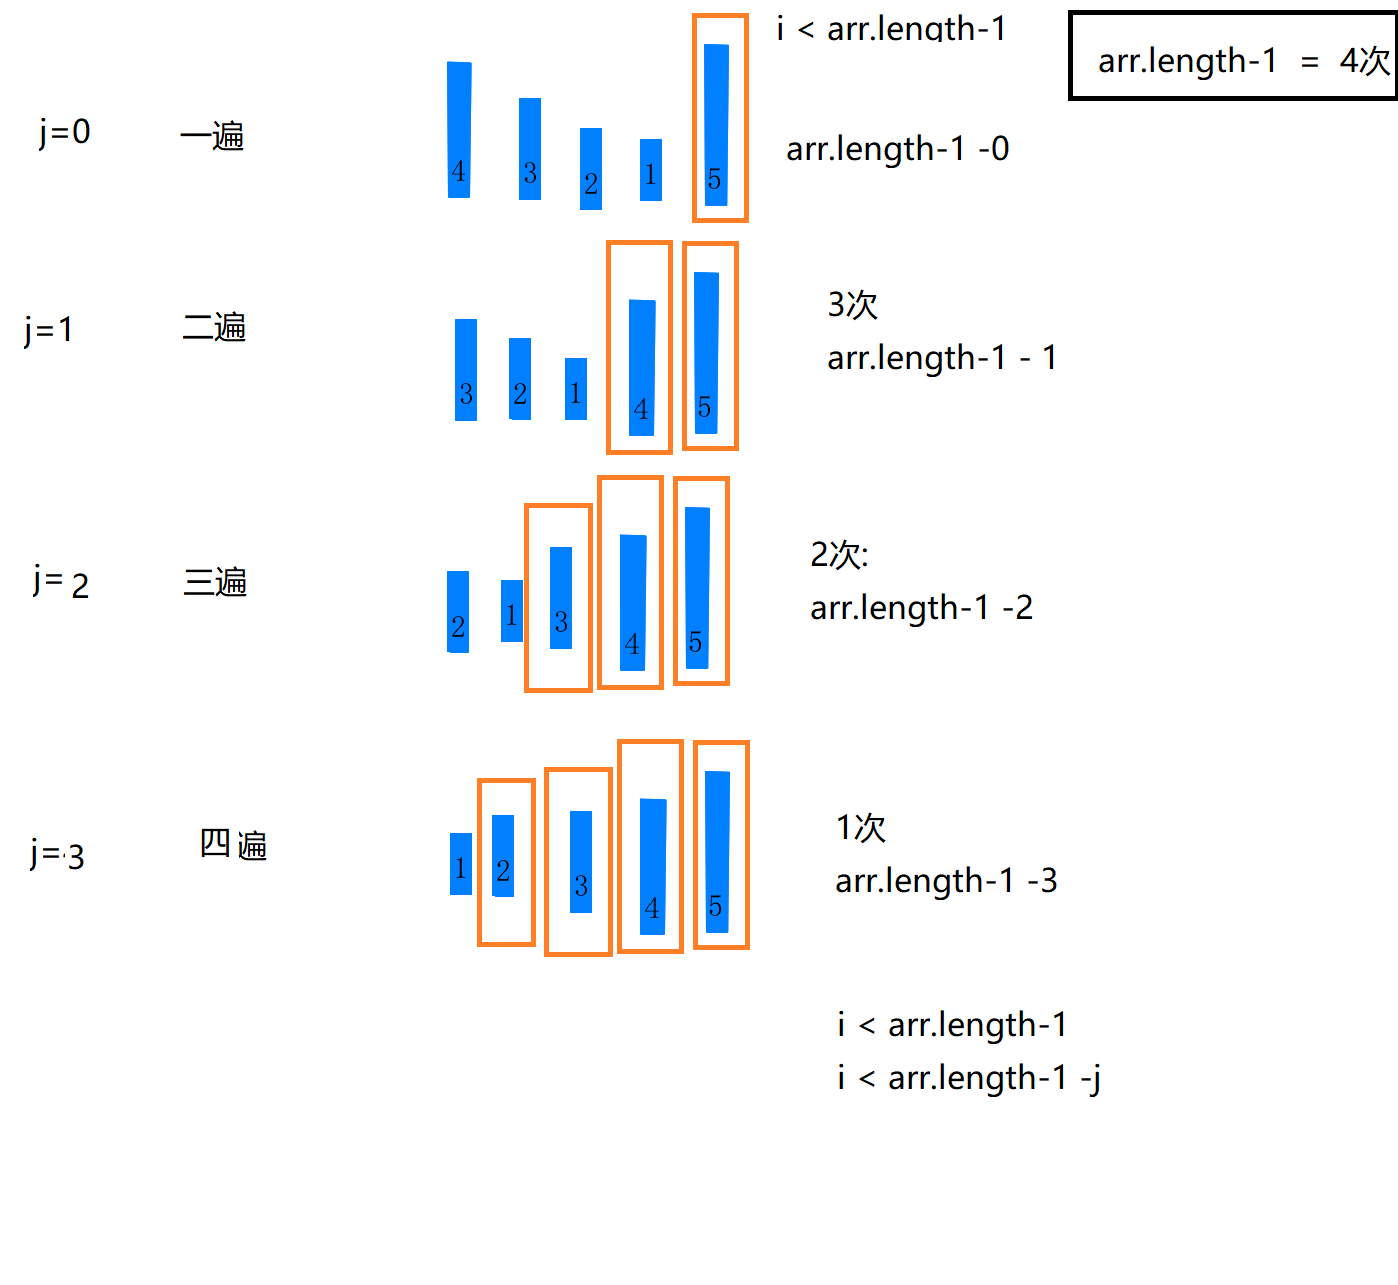 i < arr.length-1
arr.length-1 = 4次
j=0 一遍 4 3 2 1 5 arr.length-1 -0
j=1 二遍 3 2 1 4 5 3次
arr.length-1 - 1
j= 2 三遍 2 1 3 4 5 2次:
arr.length-1 -2
j= 3 四遍 1 2 3 4 5 1次
arr.length-1 -3
i < arr.length-1
i < arr.length-1 -j